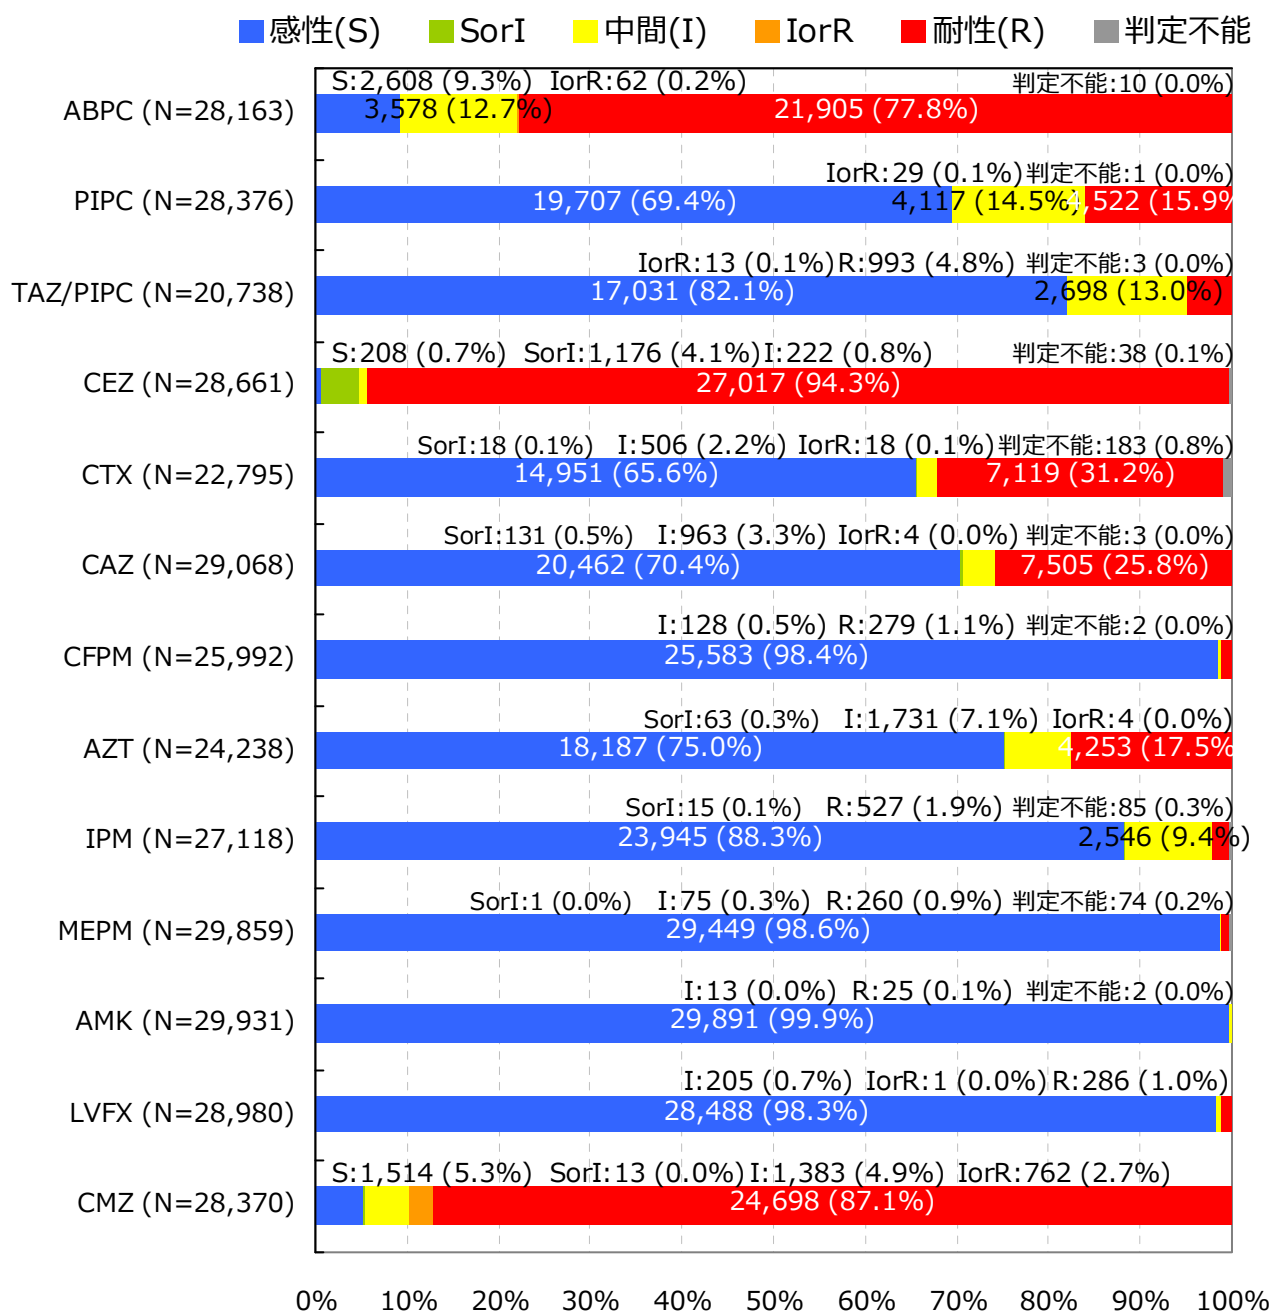 感性(S) SorI 中間(I) IorR 耐性(R) 判定不能
S:2,608 (9.3%) IorR:62 (0.2%) 判定不能:10 (0.0%)
ABPC (N=28,163) 3,578 (12.7%) 21,905 (77.8%)
IorR:29 (0.1%) 判定不能:1 (0.0%)
PIPC (N=28,376) 19,707 (69.4%) 4,117 (14.5%) 4,522 (15.9%
IorR:13 (0.1%) R:993 (4.8%) 判定不能:3 (0.0%)
TAZ/PIPC (N=20,738) 17,031 (82.1%) 2,698 (13.0%)
S:208 (0.7%) SorI:1,176 (4.1%) I:222 (0.8%) 判定不能:38 (0.1%)
CEZ (N=28,661) 27,017 (94.3%)
SorI:18 (0.1%) I:506 (2.2%) IorR:18 (0.1%) 判定不能:183 (0.8%)
CTX (N=22,795) 14,951 (65.6%) 7,119 (31.2%)
SorI:131 (0.5%) I:963 (3.3%) IorR:4 (0.0%) 判定不能:3 (0.0%)
CAZ (N=29,068) 20,462 (70.4%) 7,505 (25.8%)
I:128 (0.5%) R:279 (1.1%) 判定不能:2 (0.0%)
CFPM (N=25,992) 25,583 (98.4%)
SorI:63 (0.3%) I:1,731 (7.1%) IorR:4 (0.0%)
AZT (N=24,238) 18,187 (75.0%) 4,253 (17.5%
SorI:15 (0.1%) R:527 (1.9%) 判定不能:85 (0.3%)
IPM (N=27,118) 23,945 (88.3%) 2,546 (9.4%)
SorI:1 (0.0%) I:75 (0.3%) R:260 (0.9%) 判定不能:74 (0.2%)
MEPM (N=29,859) 29,449 (98.6%)
I:13 (0.0%) R:25 (0.1%) 判定不能:2 (0.0%)
AMK (N=29,931) 29,891 (99.9%)
I:205 (0.7%) IorR:1 (0.0%) R:286 (1.0%)
LVFX (N=28,980) 28,488 (98.3%)
S:1,514 (5.3%) SorI:13 (0.0%) I:1,383 (4.9%) IorR:762 (2.7%)
CMZ (N=28,370) 24,698 (87.1%)
0% 10% 20% 30% 40% 50% 60% 70% 80% 90% 100%